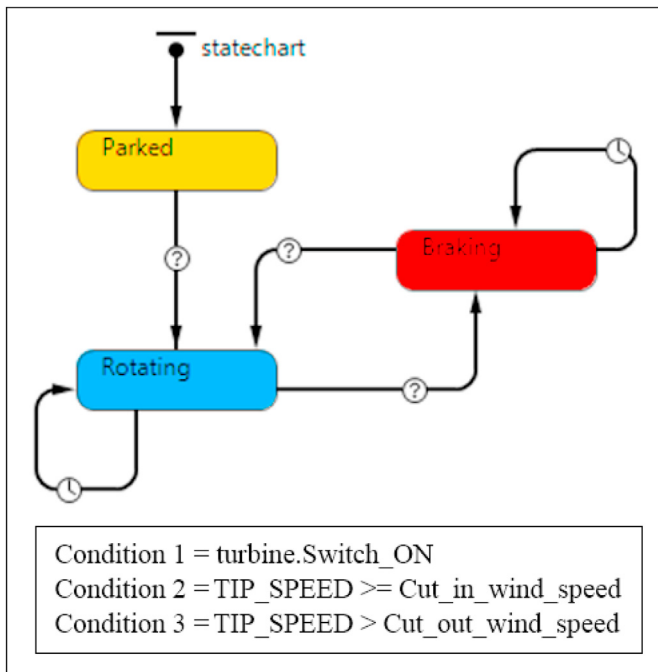 statechart
Parked
Braking
Rotating
Condition 1 = turbine.Switch_ON
Condition 2 = TIP_SPEED >= Cut_in_wind_speed
Condition 3 = TIP_SPEED > Cut_out_wind_speed